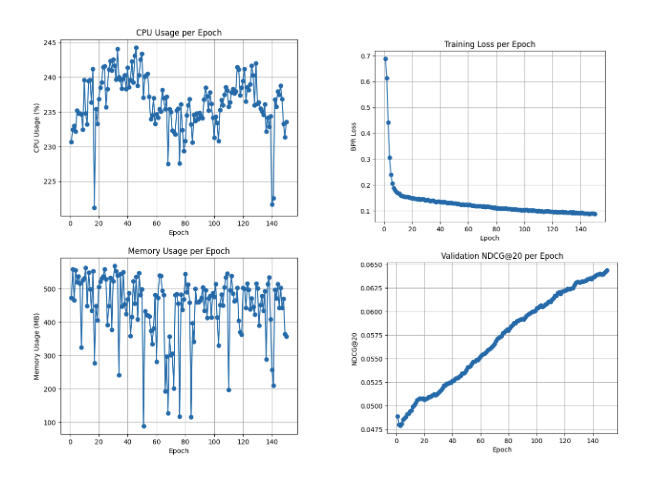 CPU Usage per Epoch
CPU Usage (%)
245
240
235
230
225
0 20 40 60 80 100 120 140
Epoch
Training Loss per Epoch
BPR Loss
0.7
0.6
0.5
0.4
0.3
0.2
0.1
0 20 40 60 80 100 120 140
Epoch
Memory Usage per Epoch
Memory Usage (MB)
500
400
300
200
100
0 20 40 60 80 100 120 140
Epoch
Validation NDCG@20 per Epoch
NDCG@20
0.0650
0.0625
0.0600
0.0575
0.0550
0.0525
0.0500
0.0475
0 20 40 60 80 100 120 140
Epoch